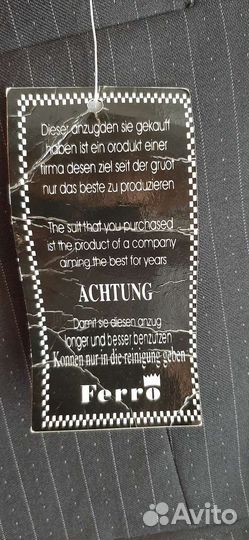 Dieser anzugden sie gekauft
haben ist ein orodukt einer
firma desen ziel seit der gruot
nur das beste zu produzieren
The suit that you purchased
ist the product of a company
aiming the best for years
ACHTUNG
Damit sie diesen anzug
longer und besser benutzen
Konnen nur in die reinigung geben
Ferro
Avito